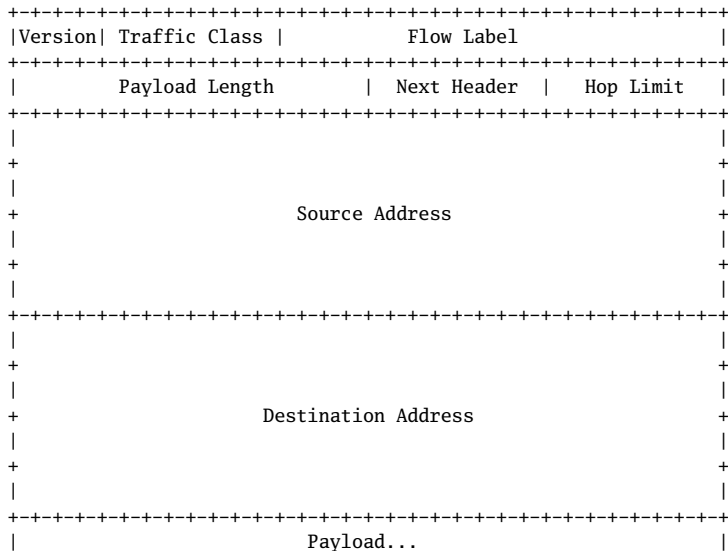 |Version| Traffic Class | Flow Label |
| Payload Length | Next Header | Hop Limit |
Source Address
Destination Address
| Payload... |